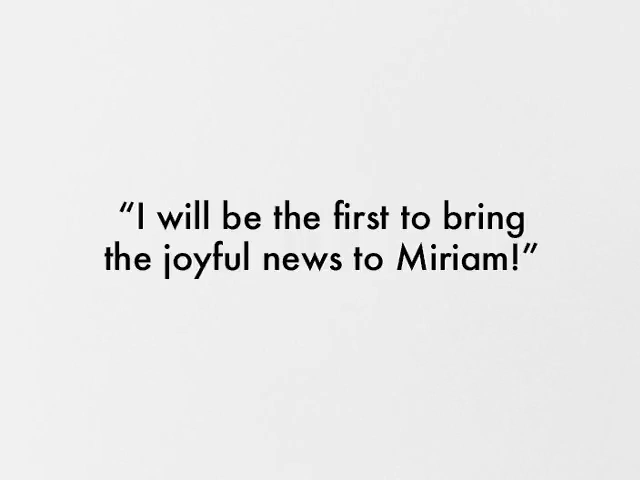 “I will be the first to bring
the joyful news to Miriam!”